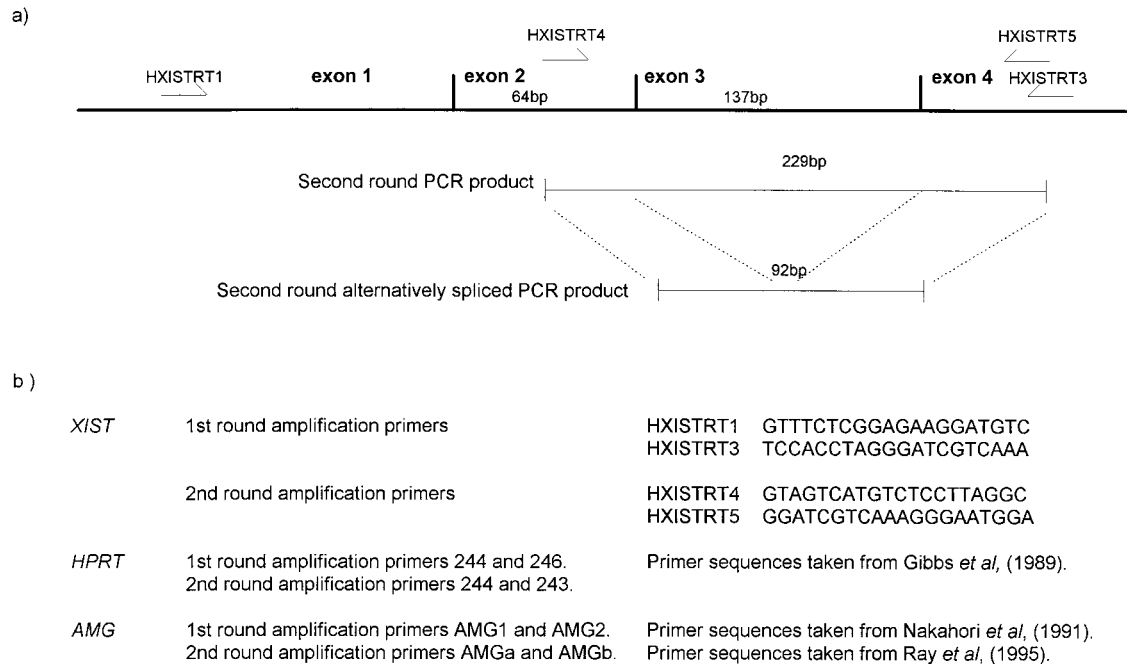 a)
HXISTRT4
HXISTRT5
HXISTRT1
exon 1
exon 2
exon 3
exon 4
HXISTRT3
64bp
137bp
229bp
Second round PCR product
92bp
Second round alternatively spliced PCR product
b )
XIST 1st round amplification primers HXISTRT1 GTTTCTCGGAGAAGGATGTC
HXISTRT3 TCCACCTAGGGATCGTCAAA
2nd round amplification primers HXISTRT4 GTAGTCATGTCTCCTTAGGC
HXISTRT5 GGATCGTCAAAGGGAATGGA
HPRT 1st round amplification primers 244 and 246. Primer sequences taken from Gibbs et al, (1989).
2nd round amplification primers 244 and 243.
AMG 1st round amplification primers AMG1 and AMG2. Primer sequences taken from Nakahori et al, (1991).
2nd round amplification primers AMGa and AMGb. Primer sequences taken from Ray et al, (1995).